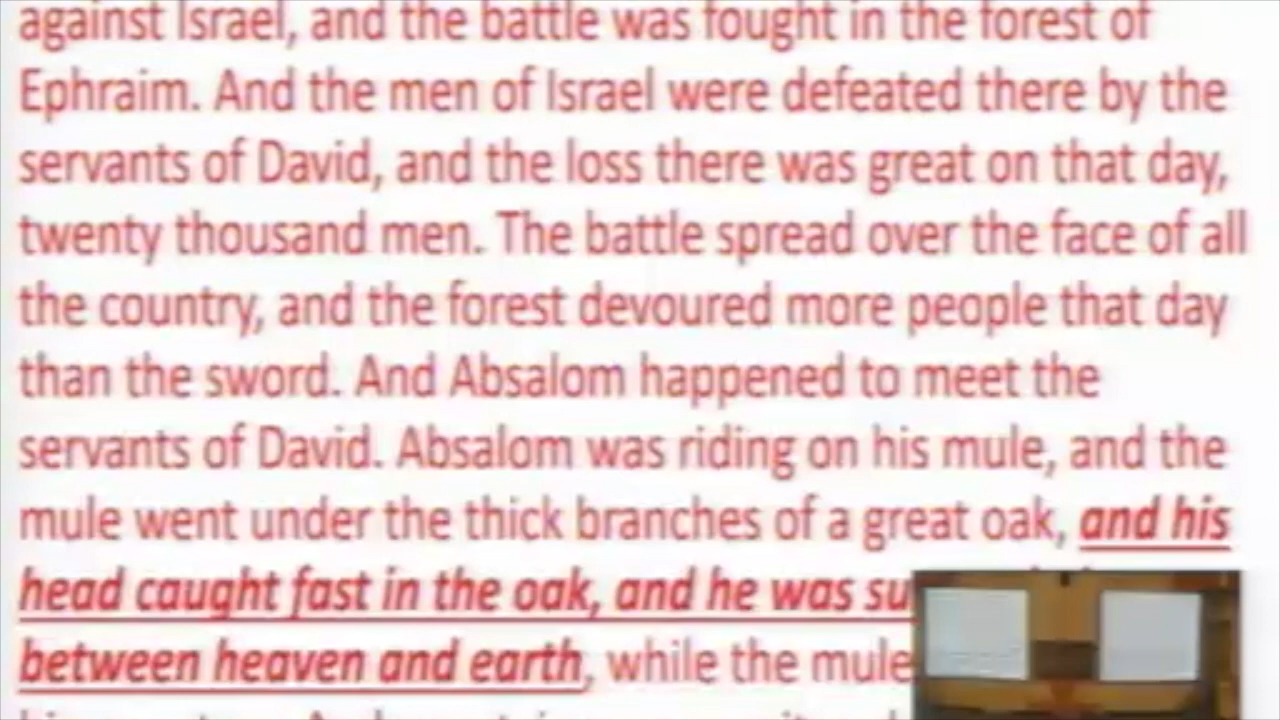 against Israel, and the battle was fought in the forest of
Ephraim. And the men of Israel were defeated there by the
servants of David, and the loss there was great on that day,
twenty thousand men. The battle spread over the face of all
the country, and the forest devoured more people that day
than the sword. And Absalom happened to meet the
servants of David. Absalom was riding on his mule, and the
mule went under the thick branches of a great oak, and his
head caught fast in the oak, and he was su
between heaven and earth, while the mule